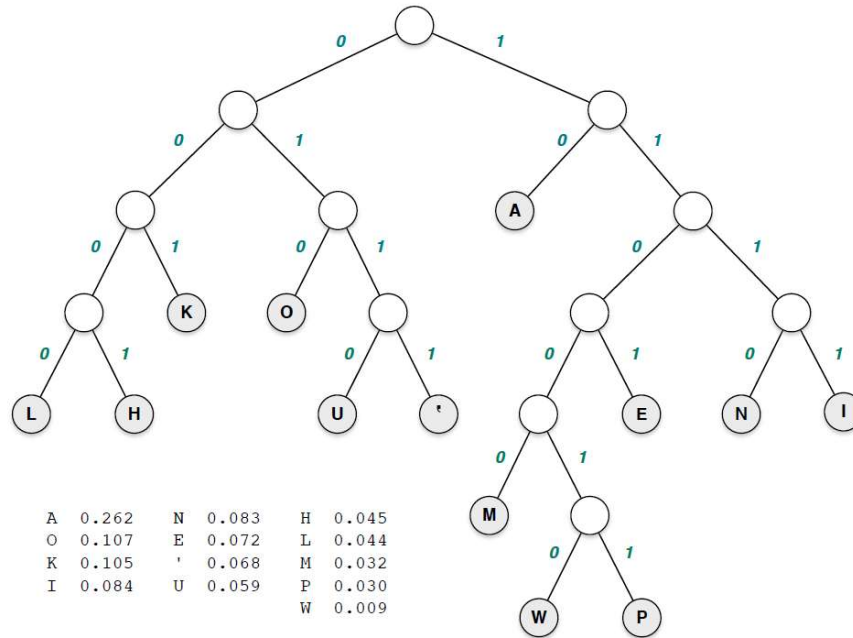 0 1
0 1 0 1
A
0 1 0 1 0 1
K O
0 1 0 1 0 1 0 1
L H U ' E N I
0 1
M
A 0.262 N 0.083 H 0.045
O 0.107 E 0.072 L 0.044
K 0.105 ' 0.068 M 0.032
0 1
I 0.084 U 0.059 P 0.030
W 0.009
W P